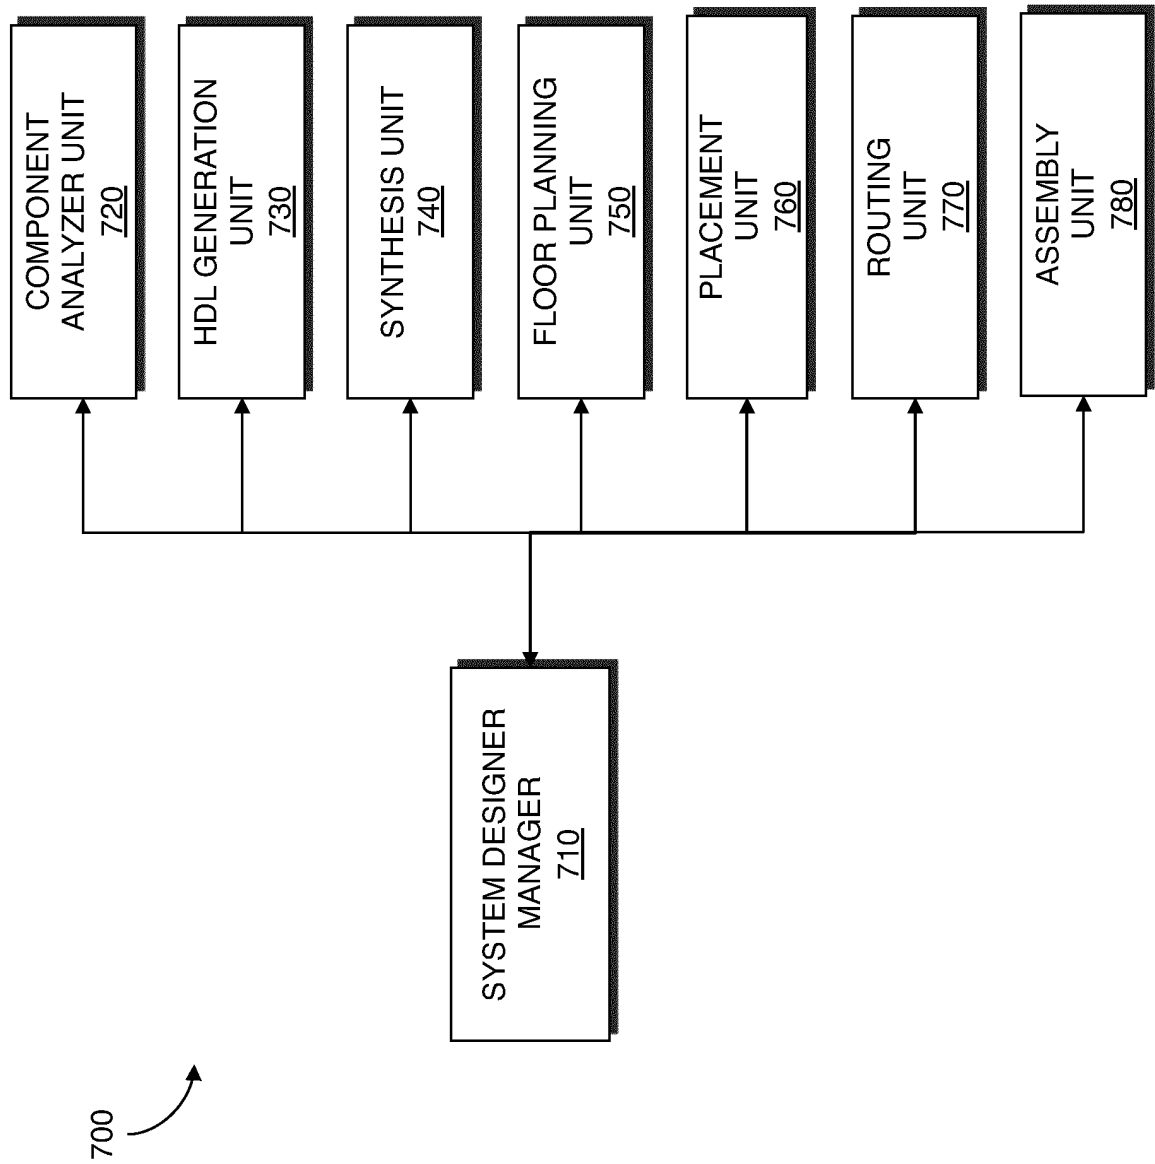 700
SYSTEM DESIGNER
MANAGER
710
COMPONENT
ANALYZER UNIT
720
HDL GENERATION
UNIT
730
SYNTHESIS UNIT
740
FLOOR PLANNING
UNIT
750
PLACEMENT
UNIT
760
ROUTING
UNIT
770
ASSEMBLY
UNIT
780